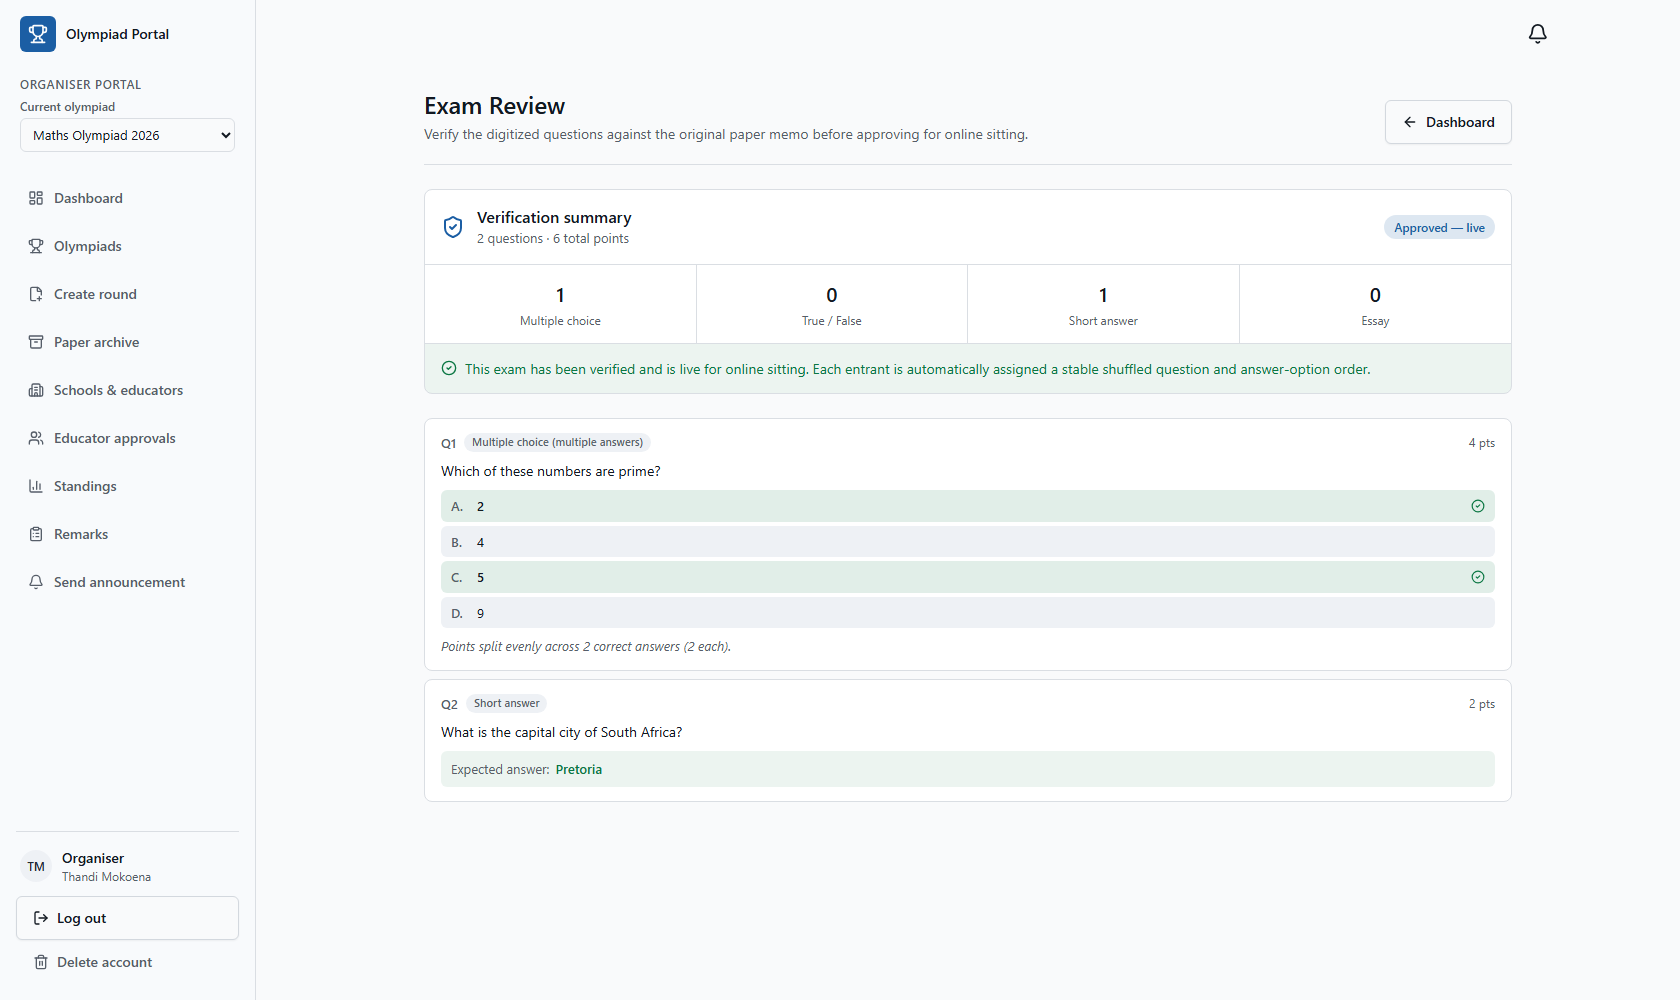 Olympiad Portal
ORGANISER PORTAL
Current olympiad
Maths Olympiad 2026
Dashboard
Olympiads
Create round
Paper archive
Schools & educators
Educator approvals
Standings
Remarks
Send announcement
TM
Organiser
Thandi Mokoena
Log out
Delete account
Exam Review
Verify the digitized questions against the original paper memo before approving for online sitting.
Dashboard
Verification summary
2 questions · 6 total points
Approved — live
1
Multiple choice
0
True / False
1
Short answer
0
Essay
This exam has been verified and is live for online sitting. Each entrant is automatically assigned a stable shuffled question and answer-option order.
Q1 Multiple choice (multiple answers) 4 pts
Which of these numbers are prime?
A. 2
B. 4
C. 5
D. 9
Points split evenly across 2 correct answers (2 each).
Q2 Short answer 2 pts
What is the capital city of South Africa?
Expected answer: Pretoria